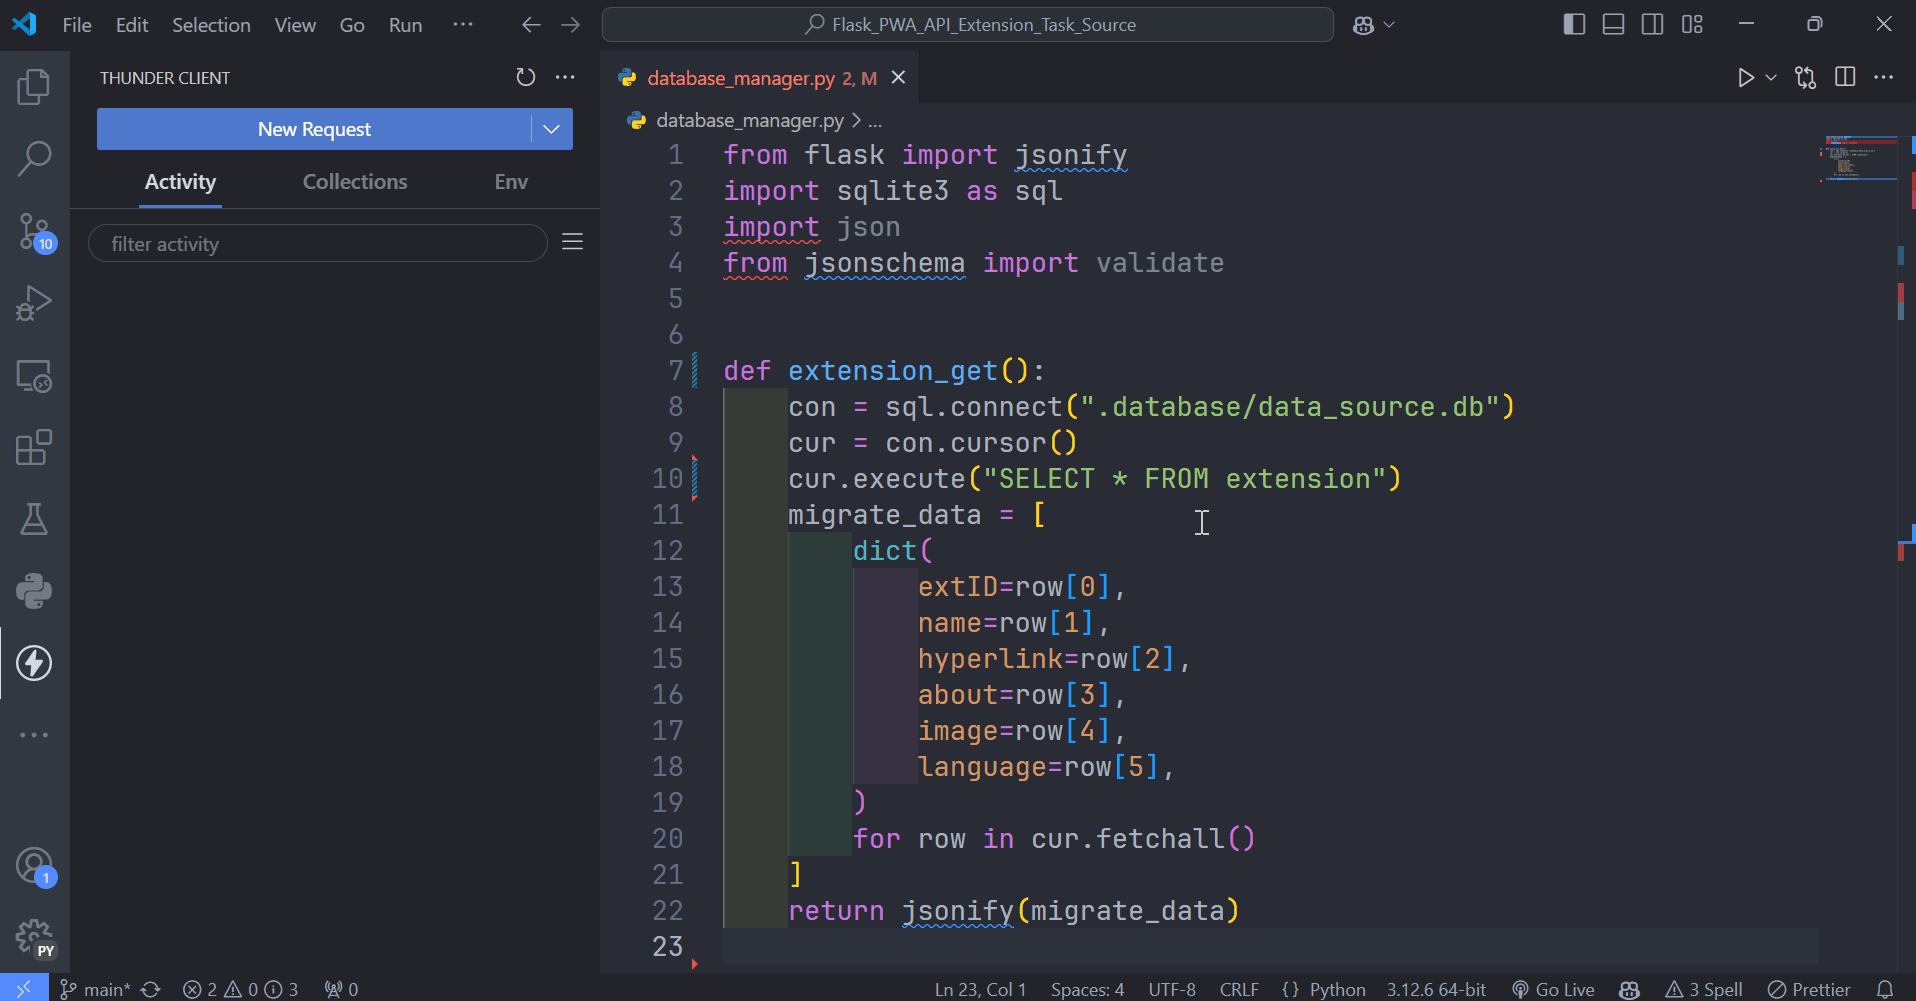 File Edit Selection View Go Run ··· Flask_PWA_API_Extension_Task_Source
THUNDER CLIENT ···
New Request
Activity Collections Env
filter activity
10
1
PY
database_manager.py 2, M
database_manager.py > ...
1 from flask import jsonify
2 import sqlite3 as sql
3 import json
4 from jsonschema import validate
5
6
7 def extension_get():
8     con = sql.connect(".database/data_source.db")
9     cur = con.cursor()
10     cur.execute("SELECT * FROM extension")
11     migrate_data = [
12         dict(
13             extID=row[0],
14             name=row[1],
15             hyperlink=row[2],
16             about=row[3],
17             image=row[4],
18             language=row[5],
19         )
20         for row in cur.fetchall()
21     ]
22     return jsonify(migrate_data)
23
main* 2 0 3 0 Ln 23, Col 1 Spaces: 4 UTF-8 CRLF {} Python 3.12.6 64-bit Go Live 3 Spell Prettier